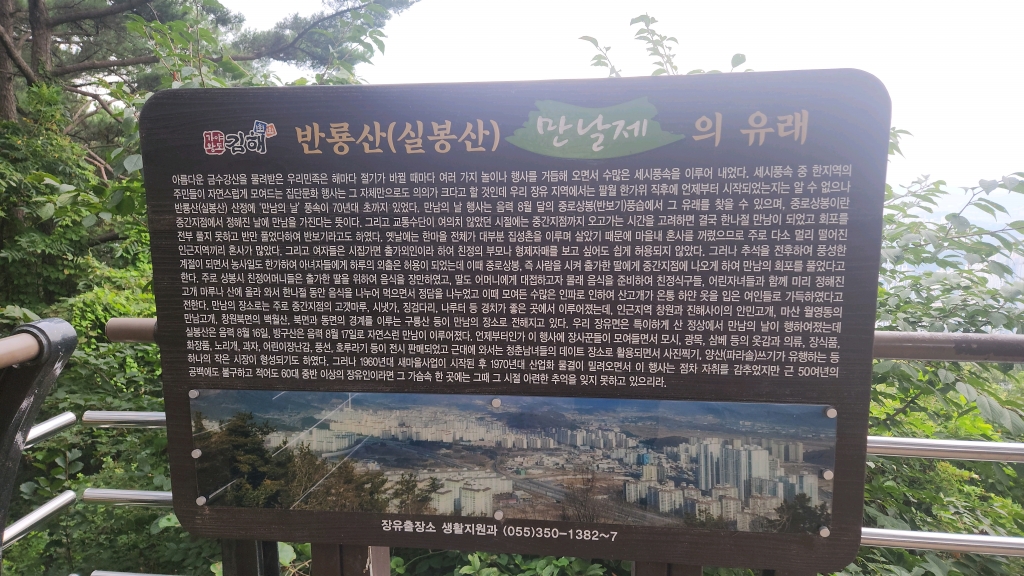 가야왕도 김해
반룡산(실봉산) 만날제 의 유래
아름다운 금수강산을 물려받은 우리민족은 해마다 절기가 바뀔 때마다 여러 가지 놀이나 행사를 거듭해 오면서 수많은 세시풍속을 이루어 내었다. 세시풍속 중 한지역의
주민들이 자연스럽게 모여드는 집단문화 행사는 그 자체만으로도 의의가 크다고 할 것인데 우리 장유 지역에서는 팔월 한가위 직후에 언제부터 시작되었는지는 알 수 없으나
반룡산(실봉산) 산정에 '만남의 날' 풍속이 70년대 초까지 있었다. 만남의 날 행사는 음력 8월 달의 중로상봉(반보기)풍습에서 그 유래를 찾을 수 있으며, 중로상봉이란
중간지점에서 정해진 날에 만남을 가진다는 뜻이다. 그리고 교통수단이 여의치 않았던 시절에는 중간지점까지 오고가는 시간을 고려하면 결국 한나절 만남이 되었고 회포를
전부 풀지 못하고 반만 풀었다하여 반보기라고도 하였다. 옛날에는 한마을 전체가 대부분 집성촌을 이루며 살았기 때문에 마을내 혼사를 꺼렸으므로 주로 다소 멀리 떨어진
인근지역끼리 혼사가 많았다. 그리고 여자들은 시집가면 출가외인이라 하여 친정의 부모나 형제자매를 보고 싶어도 쉽게 허용되지 않았다. 그러나 추석을 전후하여 풍성한
계절이 되면서 농사일도 한가하여 아녀자들에게 하루의 외출은 허용이 되었는데 이때 중로상봉, 즉 사람을 시켜 출가한 딸에게 중간지점에 나오게 하여 만남의 회포를 풀었다고
한다. 주로 상봉시 친정어머니들은 출가한 딸을 위하여 음식을 장만하였고, 딸도 어머니에게 대접하고자 몰래 음식을 준비하여 친정식구들, 어린자녀들과 함께 미리 정해진
고개 마루나 산에 올라 와서 한나절 동안 음식을 나누어 먹으면서 정담을 나누었고 이때 모여든 수많은 인파로 인하여 산고개가 온통 하얀 옷을 입은 여인들로 가득하였다고
전한다. 만남의 장소로는 주로 중간지점의 고갯마루, 시냇가, 징검다리, 나루터 등 경치가 좋은 곳에서 이루어졌는데, 인근지역 창원과 진해사이의 안민고개, 마산 월영동의
만남고개, 창원북면의 백월산, 북면과 동면의 경계를 이루는 구룡산 등이 만남의 장소로 전해지고 있다. 우리 장유면은 특이하게 산 정상에서 만남의 날이 행하여졌는데
실봉산은 음력 8월 16일, 병구산은 음력 8월 17일로 자연스런 만남이 이루어졌다. 언제부터인가 이 행사에 장사꾼들이 모여들면서 모시, 광목, 삼베 등의 옷감과 의류, 장식품,
화장품, 노리개, 과자, 어린이장난감, 풍선, 호루라기 등이 전시 판매되었고 근대에 와서는 청춘남녀들의 데이트 장소로 활용되면서 사진찍기, 양산(파라솔)쓰기가 유행하는 등
하나의 작은 시장이 형성되기도 하였다. 그러나 1960년대 새마을사업이 시작된 후 1970년대 산업화 물결이 밀려오면서 이 행사는 점차 자취를 감추었지만 근 50여년의
공백에도 불구하고 적어도 60대 중반 이상의 장유인이라면 그 가슴속 한 곳에는 그때 그 시절 아련한 추억을 잊지 못하고 있으리라.
장유출장소 생활지원과 (055)350-1382~7